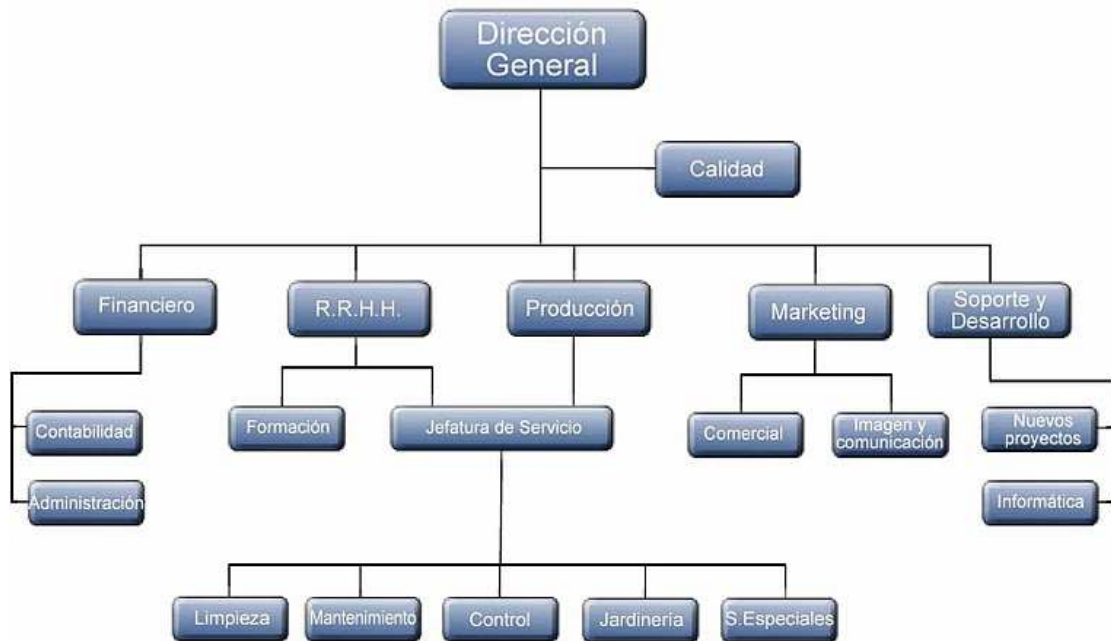 Dirección
General
Calidad
Financiero
R.R.H.H.
Producción
Marketing
Soporte y
Desarrollo
Contabilidad
Formación
Jefatura de Servicio
Comercial
Imagen y
comunicación
Nuevos
proyectos
Administración
Informática
Limpieza
Mantenimiento
Control
Jardinería
S.Especiales